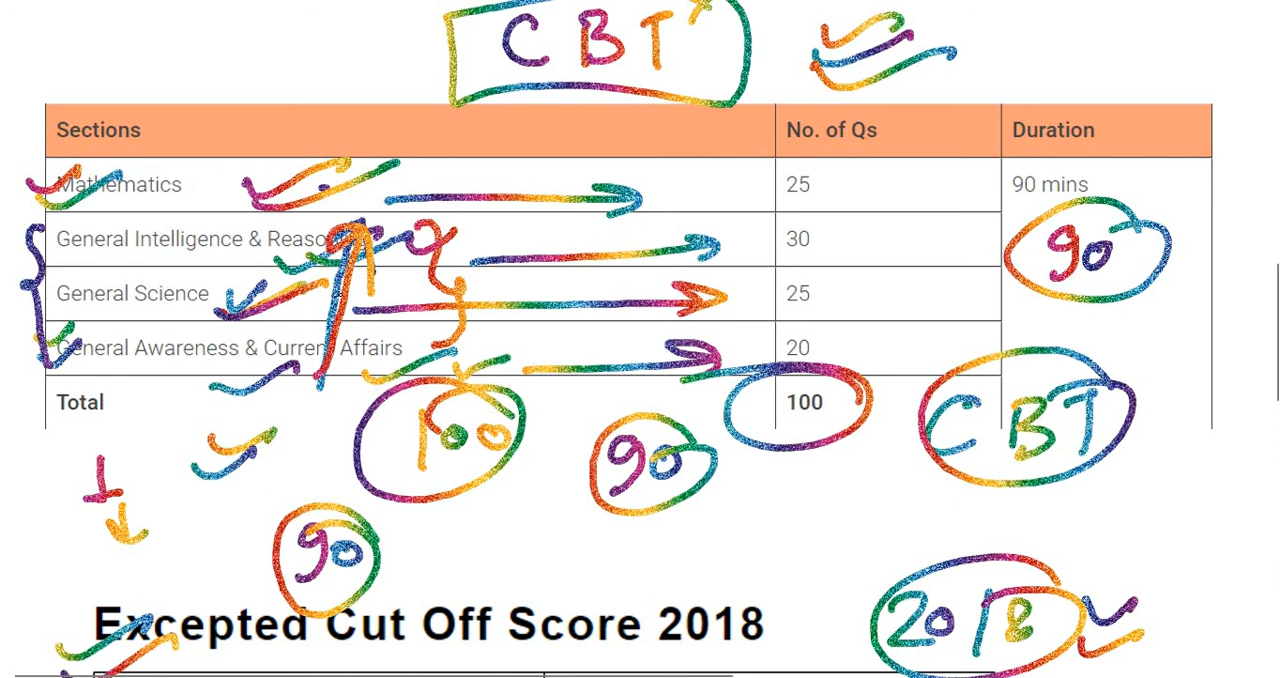 CBT
Sections No. of Qs Duration
Mathematics 25 90 mins
General Intelligence & Reaso 30 90
General Science 25
General Awareness & Current Affairs 20
Total 100 100 CBT
90
90
Excepted Cut Off Score 2018 2018